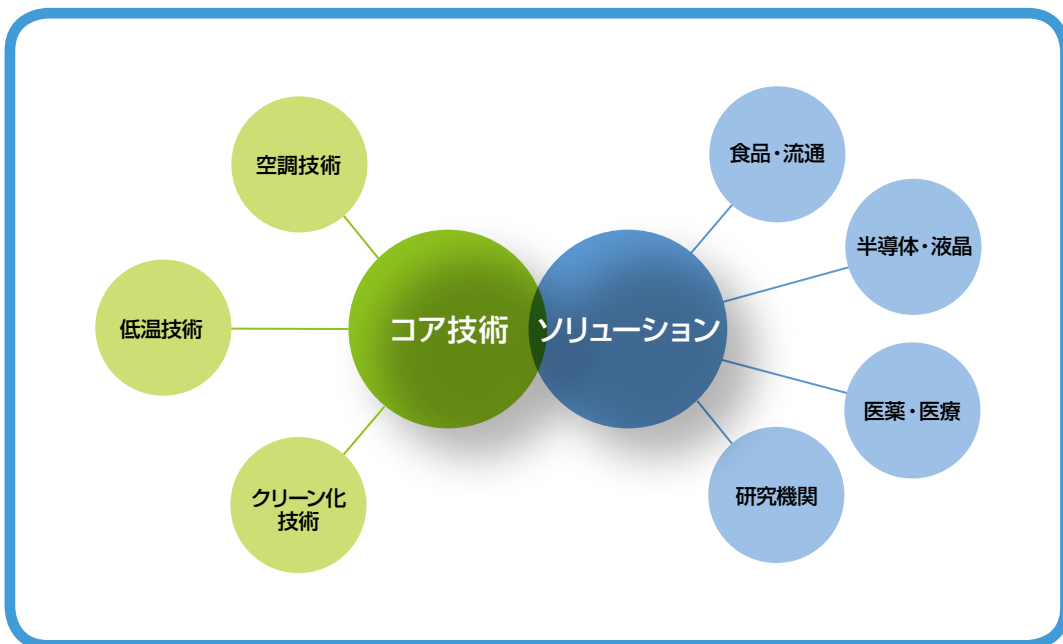 空調技術
低温技術
クリーン化
技術
コア技術
ソリューション
食品・流通
半導体・液晶
医薬・医療
研究機関